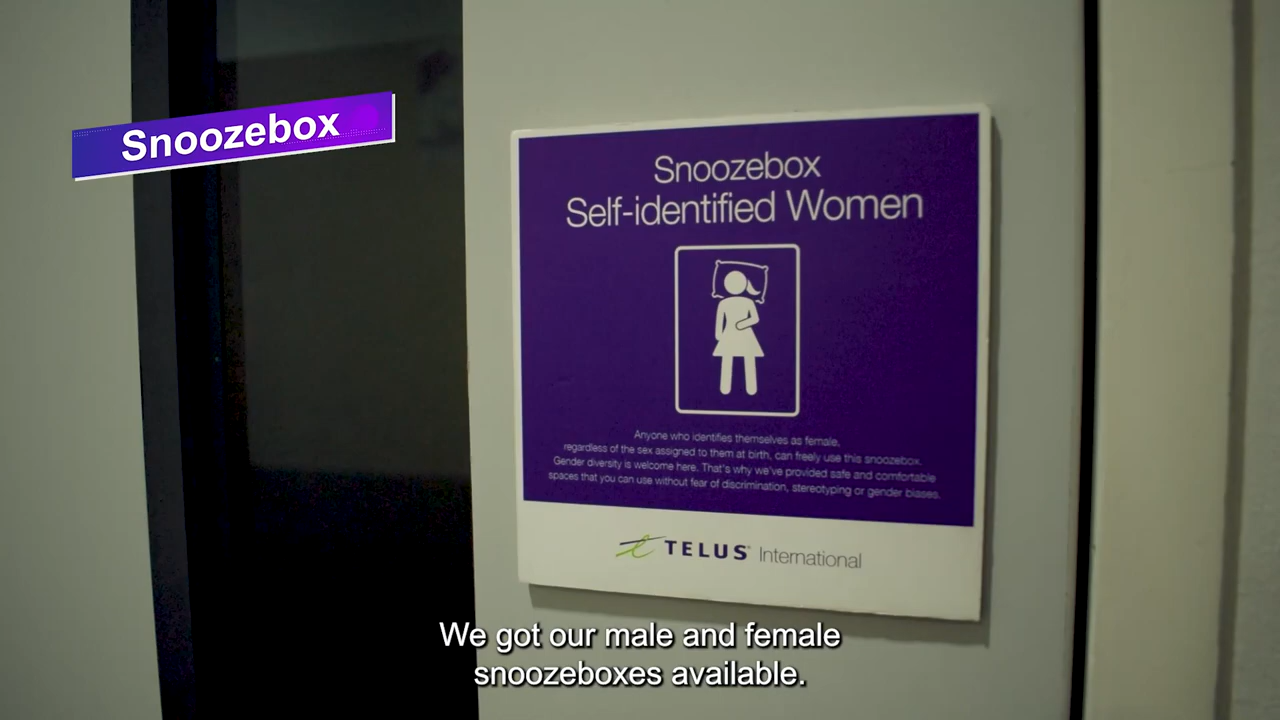 Snoozebox
Snoozebox
Self-identified Women
Anyone who identifies themselves as female,
regardless of the sex assigned to them at birth, can freely use this snoozebox.
Gender diversity is welcome here. That's why we've provided safe and comfortable
spaces that you can use without fear of discrimination, stereotyping or gender biases.
TELUS® International
We got our male and female
snoozeboxes available.